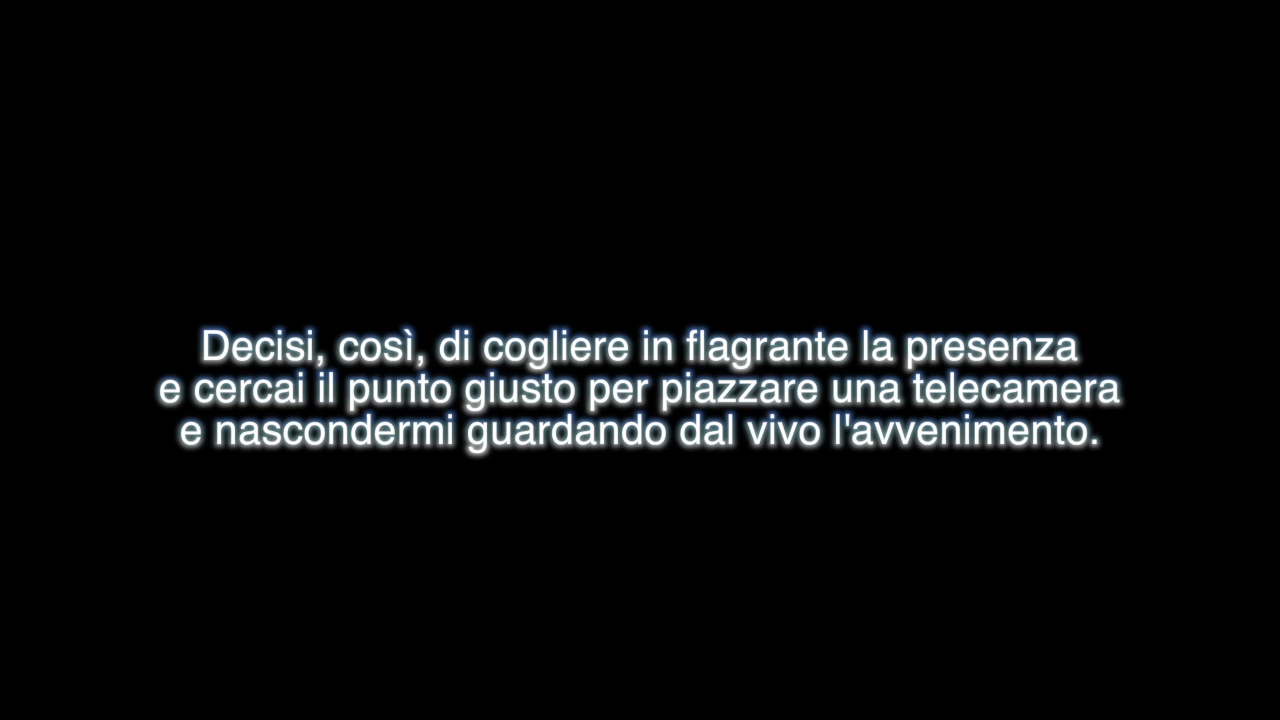 Decisi, così, di cogliere in flagrante la presenza
e cercai il punto giusto per piazzare una telecamera
e nascondermi guardando dal vivo l'avvenimento.